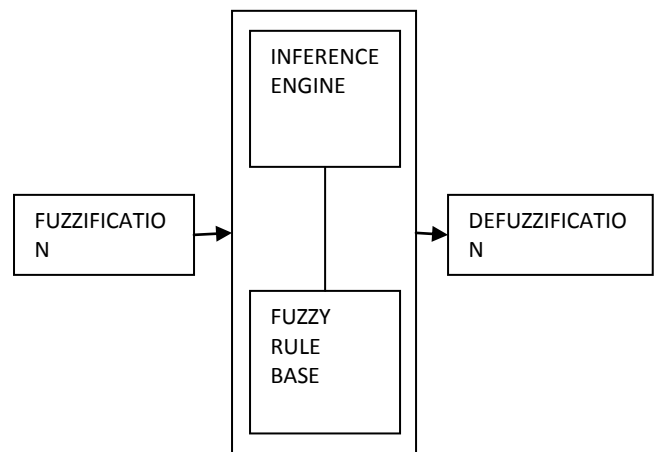 INFERENCE
ENGINE
FUZZIFICATIO
N
DEFUZZIFICATIO
N
FUZZY
RULE
BASE